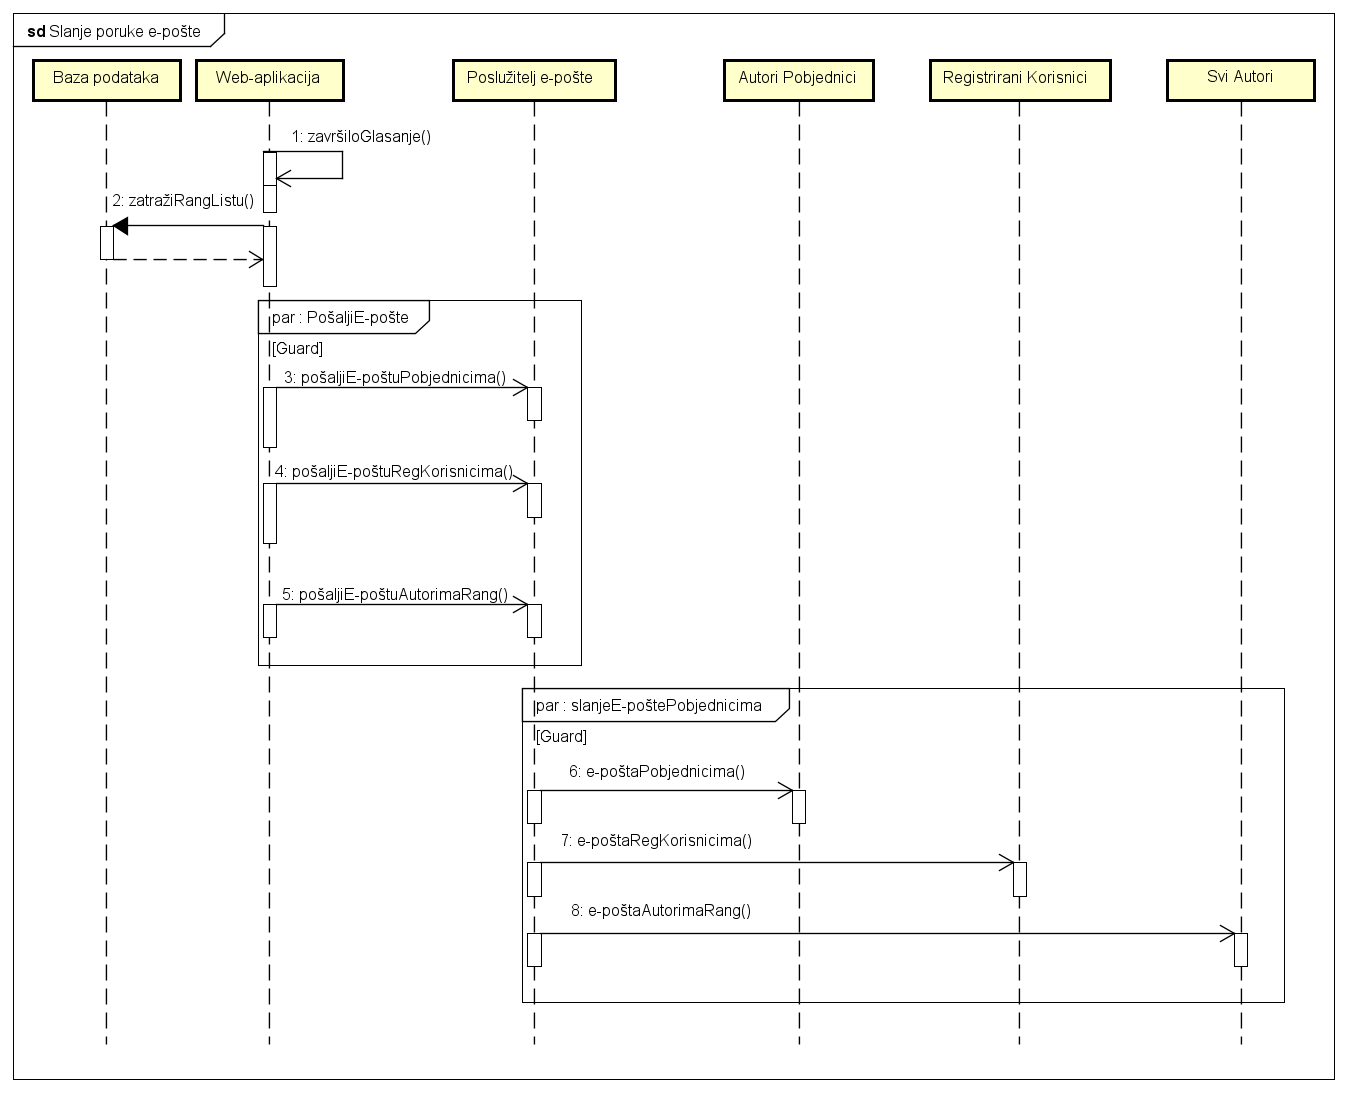 sd Slanje poruke e-pošte
Baza podataka
Web-aplikacija
Poslužitelj e-pošte
Autori Pobjednici
Registrirani Korisnici
Svi Autori
1: završiloGlasanje()
2: zatražiRangListu()
par : PošaljiE-pošte
[Guard]
3: pošaljiE-poštuPobjednicima()
4: pošaljiE-poštuRegKorisnicima()
5: pošaljiE-poštuAutorimaRang()
par : slanjeE-poštePobjednicima
[Guard]
6: e-poštaPobjednicima()
7: e-poštaRegKorisnicima()
8: e-poštaAutorimaRang()